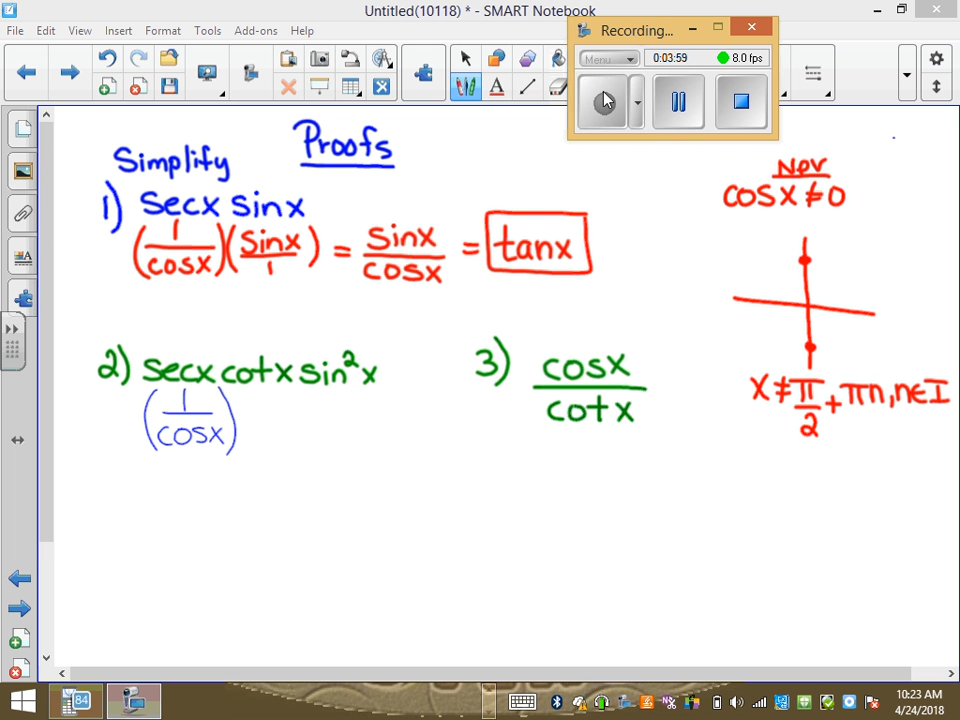 Untitled(10118) * - SMART Notebook
File Edit View Insert Format Tools Add-ons Help
Recording...
Menu
0:03:59
8.0 fps
Proofs
Simplify
1) secx sinx
(1/cosx)(sinx/1) = sinx/cosx = tanx
NPV
cosx ≠ 0
x ≠ π/2 + πn, n∈I
2) secx cotx sin²x
(1/cosx)
3) cosx/cotx
84
10:23 AM
4/24/2018